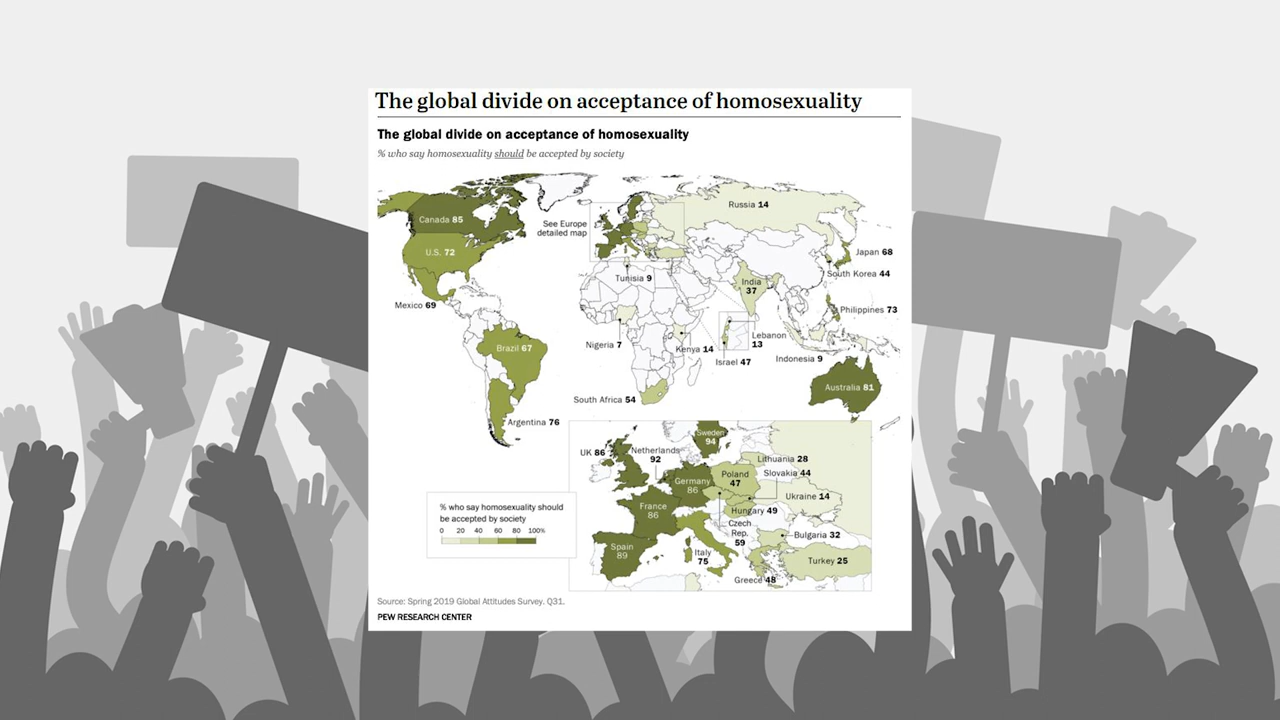 The global divide on acceptance of homosexuality
The global divide on acceptance of homosexuality
% who say homosexuality should be accepted by society
Canada 85
U.S. 72
Mexico 69
Brazil 67
Argentina 76
See Europe
detailed map
Russia 14
Japan 68
South Korea 44
India
37
Philippines 73
Tunisia 9
Nigeria 7
Kenya 14
Lebanon
13
Israel 47
Indonesia 9
South Africa 54
Australia 81
Sweden
94
UK 86
Netherlands
92
Lithuania 28
Slovakia 44
Poland
47
Germany
86
Ukraine 14
France
86
Hungary 49
Czech
Rep.
59
Bulgaria 32
Spain
89
Italy
75
Turkey 25
Greece 48
% who say homosexuality should
be accepted by society
0 20 40 60 80 100%
Source: Spring 2019 Global Attitudes Survey. Q31.
PEW RESEARCH CENTER